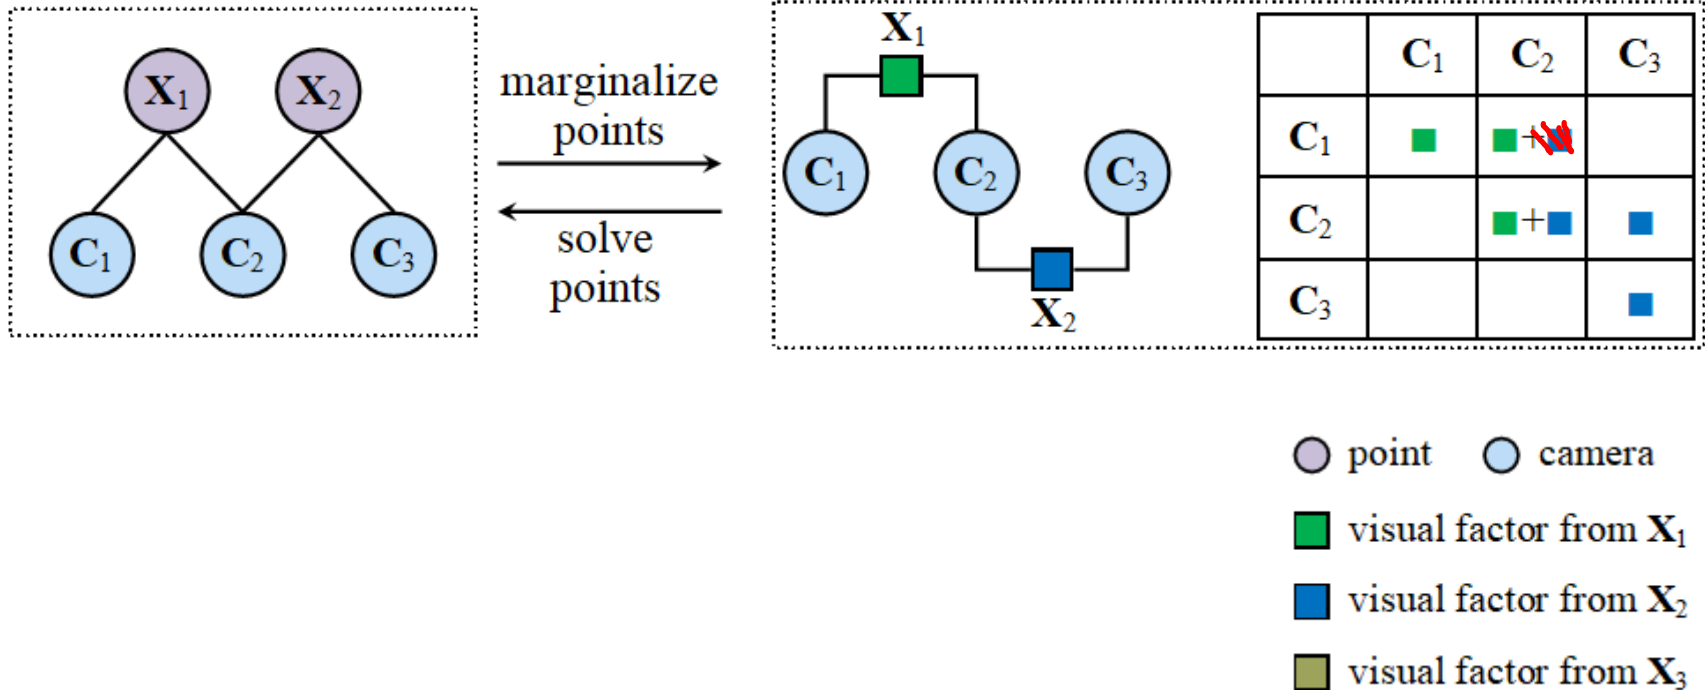 X1 X2
C1 C2 C3
marginalize
points
solve
points
X1
C1 C2 C3
X2
C1 C2 C3
C1 +
C2 +
C3
point camera
visual factor from X1
visual factor from X2
visual factor from X3